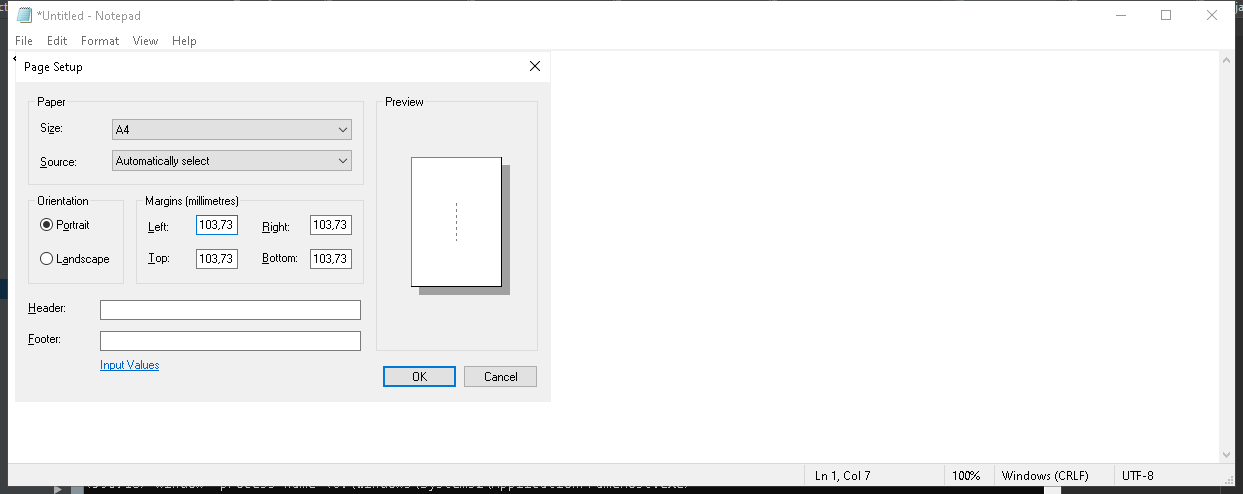 *Untitled - Notepad
File Edit Format View Help
Page Setup
Paper
Size: A4
Source: Automatically select
Preview
Orientation
Portrait
Landscape
Margins (millimetres)
Left: 103,73 Right: 103,73
Top: 103,73 Bottom: 103,73
Header:
Footer:
Input Values
OK Cancel
Ln 1, Col 7 100% Windows (CRLF) UTF-8